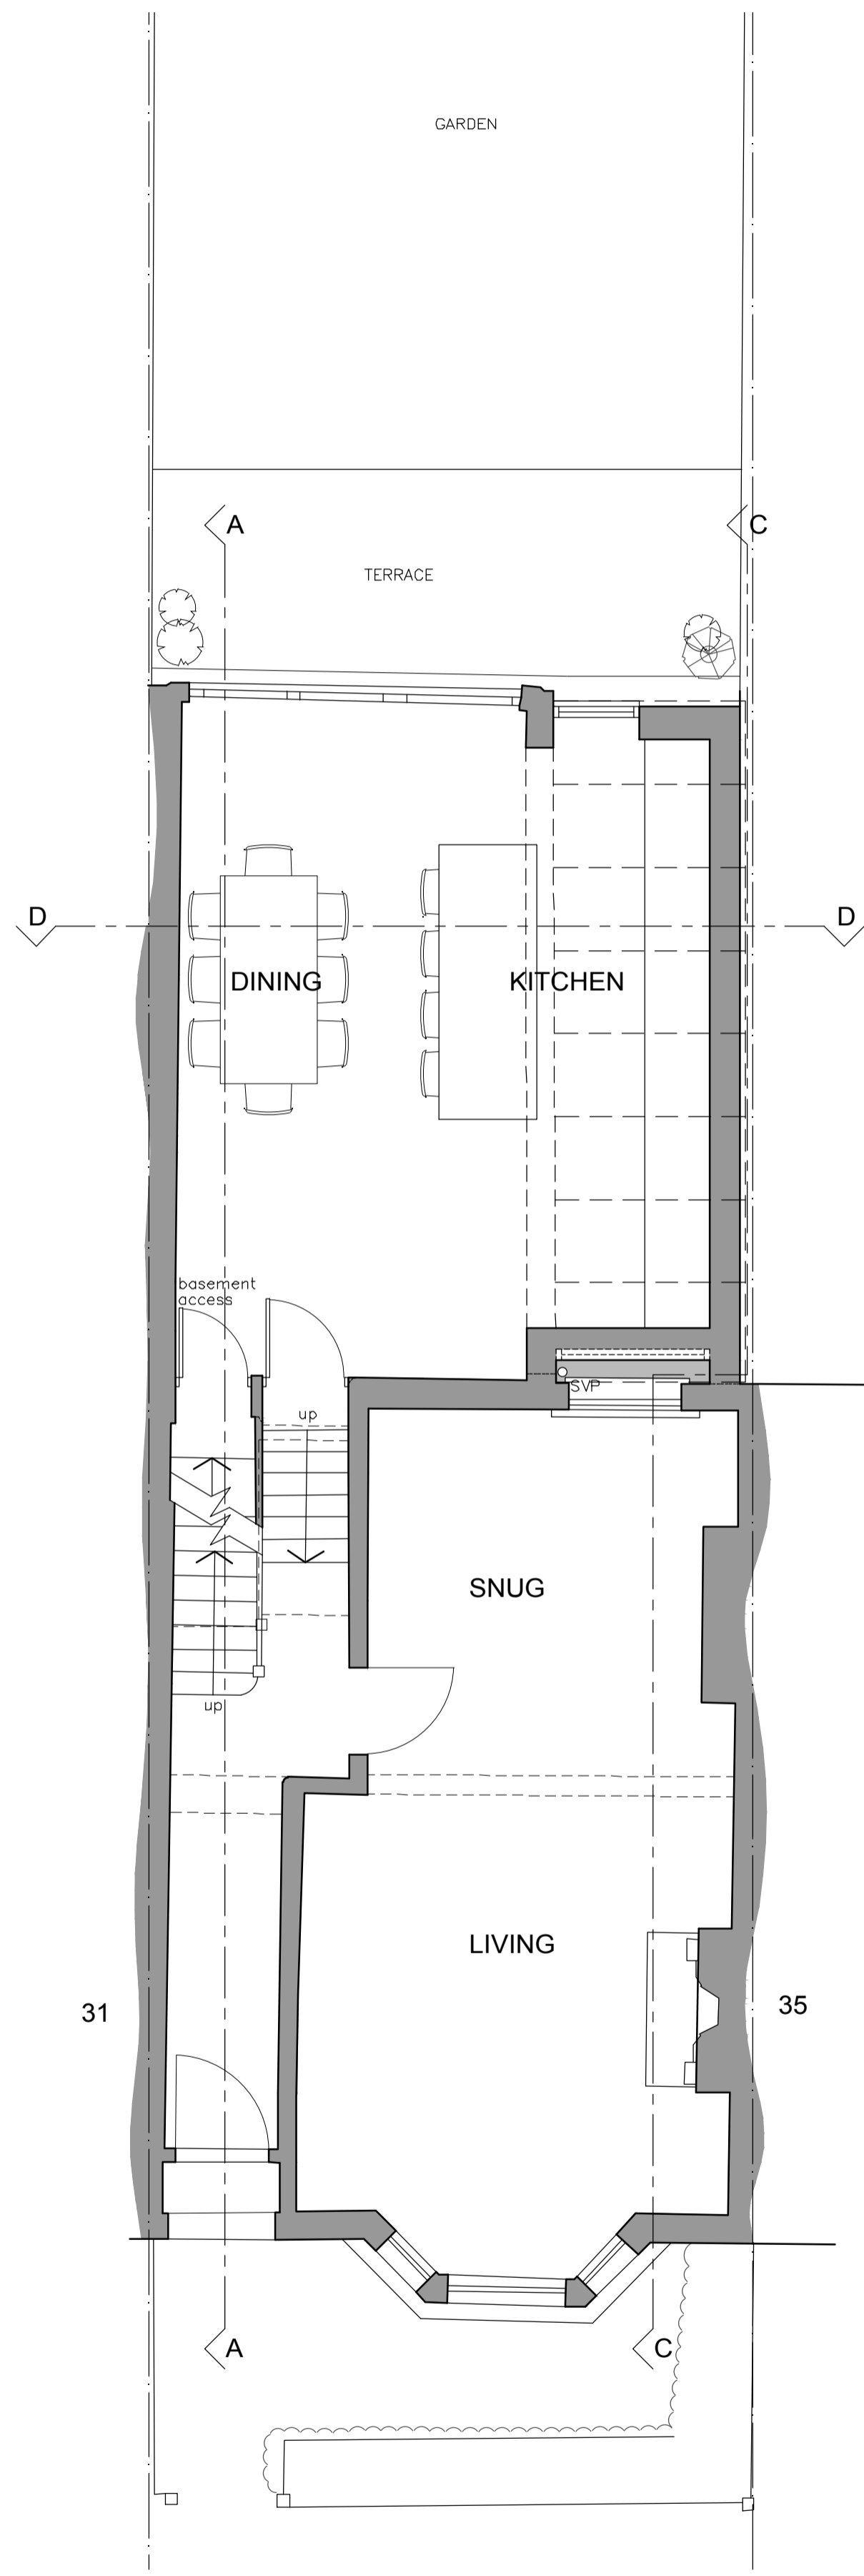 GARDEN
A
C
TERRACE
D
D
DINING
KITCHEN
basement
access
SVP
up
SNUG
up
LIVING
31
35
A
C